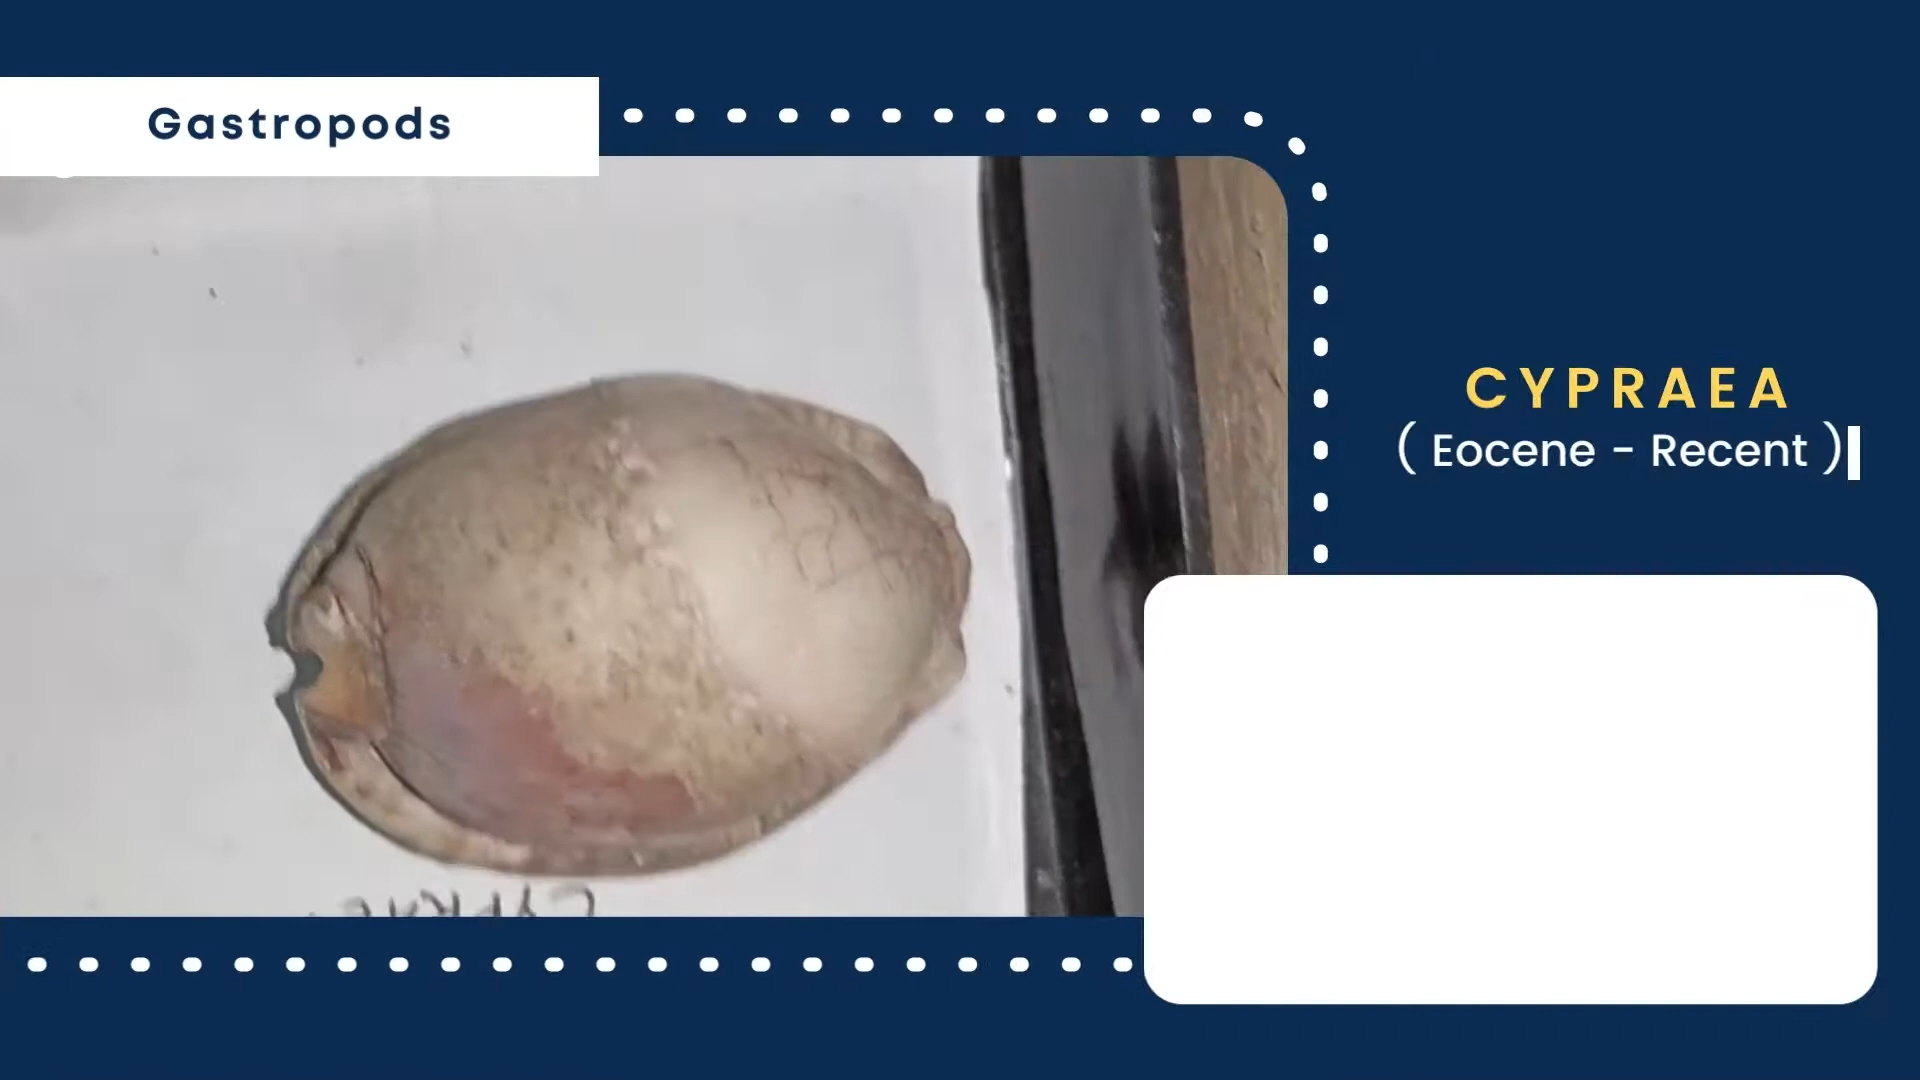 Gastropods
CYPRAEA
( Eocene - Recent )